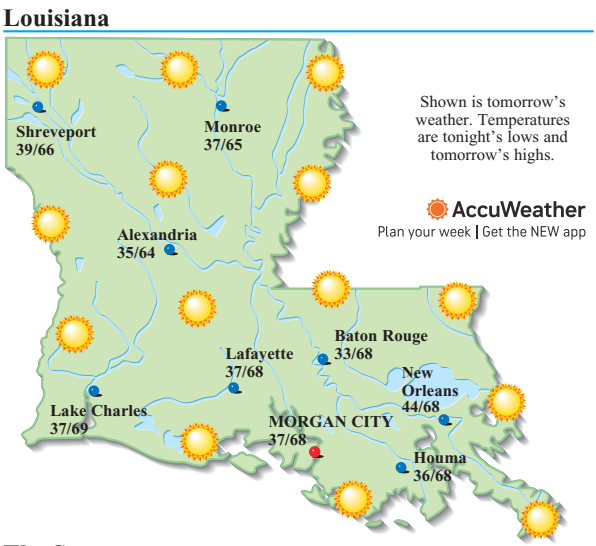 Louisiana
Shown is tomorrow's
weather. Temperatures
are tonight's lows and
tomorrow's highs.
AccuWeather
Plan your week | Get the NEW app
Shreveport
39/66
Monroe
37/65
Alexandria
35/64
Baton Rouge
33/68
Lafayette
37/68
New
Orleans
44/68
Lake Charles
37/69
MORGAN CITY
37/68
Houma
36/68